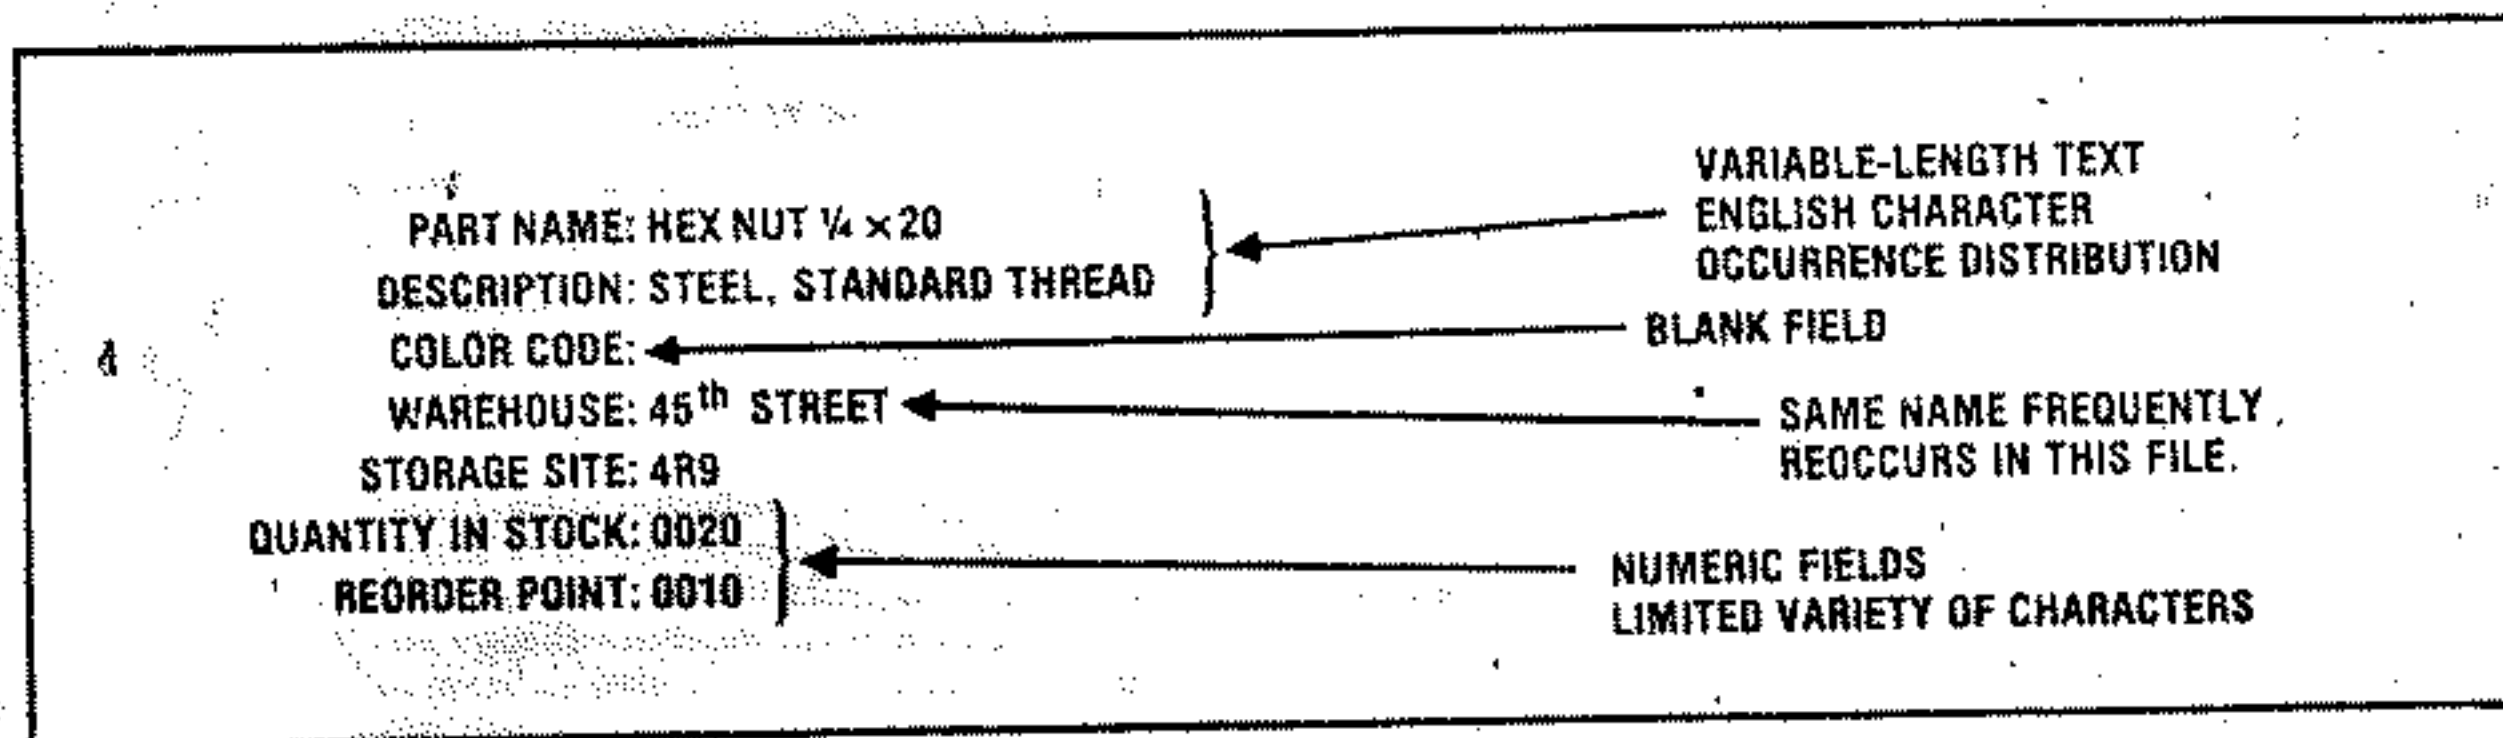 PART NAME: HEX NUT ¼ x 20
DESCRIPTION: STEEL, STANDARD THREAD
COLOR CODE:
WAREHOUSE: 45th STREET
STORAGE SITE: 4R9
QUANTITY IN STOCK: 0020
REORDER POINT: 0010
VARIABLE-LENGTH TEXT
ENGLISH CHARACTER
OCCURRENCE DISTRIBUTION
BLANK FIELD
SAME NAME FREQUENTLY
REOCCURS IN THIS FILE.
NUMERIC FIELDS
LIMITED VARIETY OF CHARACTERS